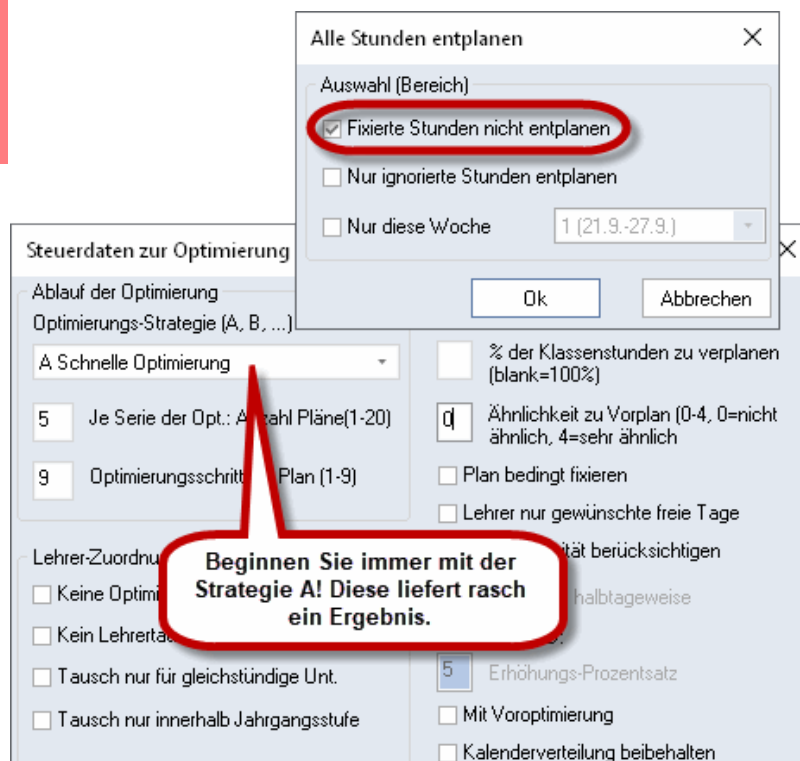 Alle Stunden entplanen
Auswahl (Bereich)
Fixierte Stunden nicht entplanen
Nur ignorierte Stunden entplanen
Nur diese Woche 1 (21.9.-27.9.)
Ok Abbrechen
Steuerdaten zur Optimierung
Ablauf der Optimierung
Optimierungs-Strategie (A, B, ...)
A Schnelle Optimierung
5 Je Serie der Opt.: A zahl Pläne(1-20)
9 Optimierungsschritt Plan (1-9)
% der Klassenstunden zu verplanen
(blank=100%)
0 Ähnlichkeit zu Vorplan (0-4, 0=nicht
ähnlich, 4=sehr ähnlich
Plan bedingt fixieren
Lehrer nur gewünschte freie Tage
ität berücksichtigen
halbtageweise
5 Erhöhungs-Prozentsatz
Mit Voroptimierung
Kalenderverteilung beibehalten
Lehrer-Zuordnu
Keine Optimi
Kein Lehrerta
Tausch nur für gleichstündige Unt.
Tausch nur innerhalb Jahrgangsstufe
Beginnen Sie immer mit der
Strategie A! Diese liefert rasch
ein Ergebnis.